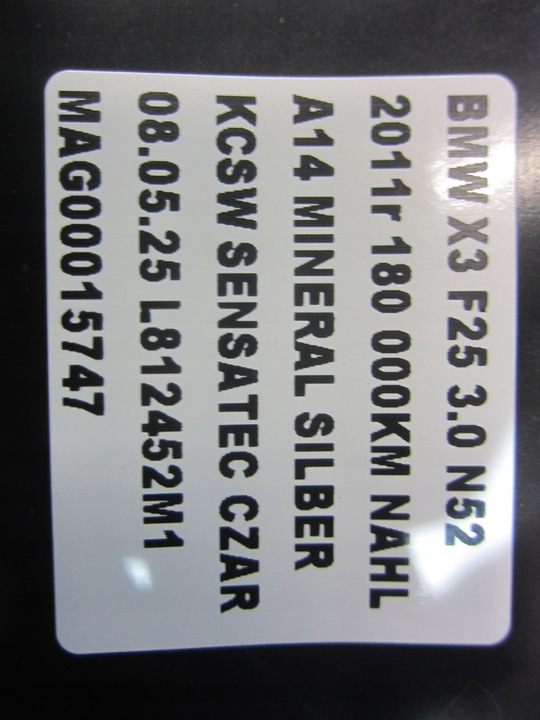 BMW X3 F25 3.0 N52
2011r 180 000KM NAHL
A14 MINERAL SILBER
KCSW SENSATEC CZAR
08.05.25 L812452M1
MAG00015747